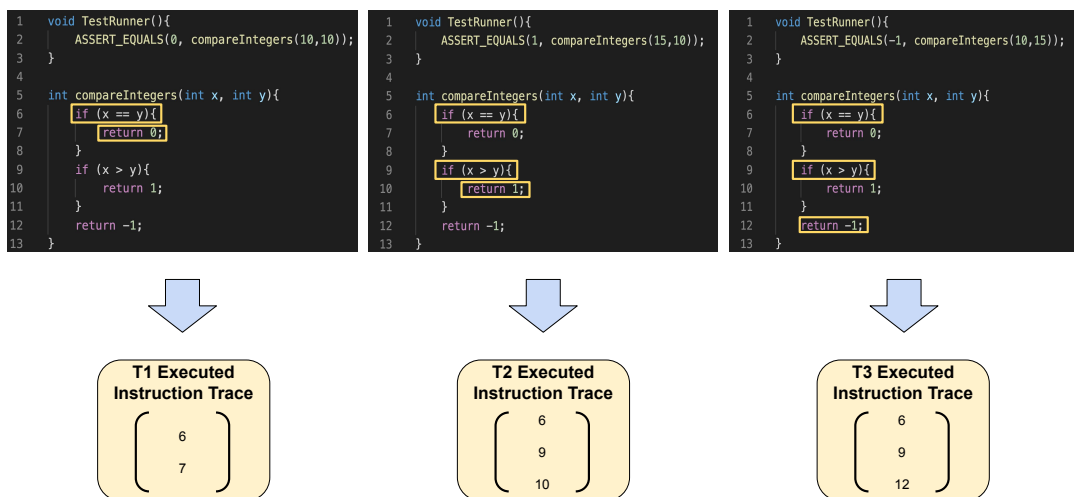 1 void TestRunner(){
2 ASSERT_EQUALS(0, compareIntegers(10,10));
3 }
4
5 int compareIntegers(int x, int y){
6 if (x == y){
7 return 0;
8 }
9 if (x > y){
10 return 1;
11 }
12 return -1;
13 }
1 void TestRunner(){
2 ASSERT_EQUALS(1, compareIntegers(15,10));
3 }
4
5 int compareIntegers(int x, int y){
6 if (x == y){
7 return 0;
8 }
9 if (x > y){
10 return 1;
11 }
12 return -1;
13 }
1 void TestRunner(){
2 ASSERT_EQUALS(-1, compareIntegers(10,15));
3 }
4
5 int compareIntegers(int x, int y){
6 if (x == y){
7 return 0;
8 }
9 if (x > y){
10 return 1;
11 }
12 return -1;
13 }
T1 Executed
Instruction Trace
6
7
T2 Executed
Instruction Trace
6
9
10
T3 Executed
Instruction Trace
6
9
12